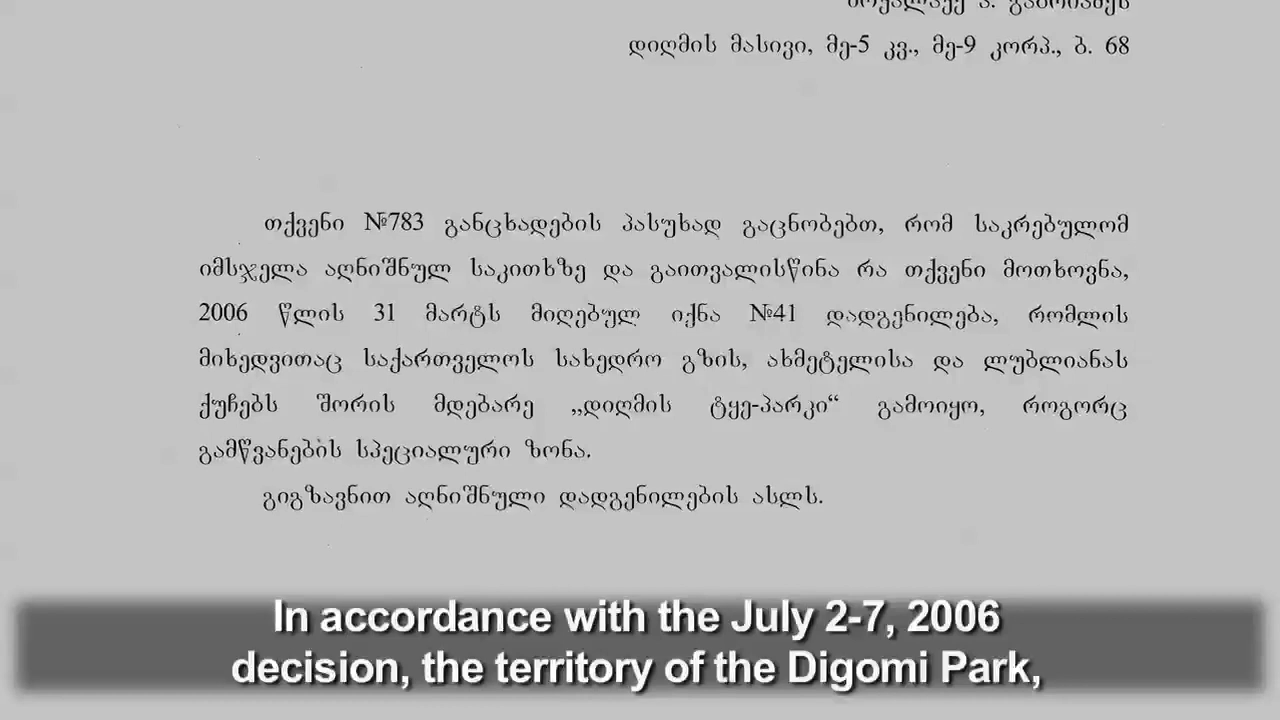 დიღმის მასივი, მე-5 კვ., მე-9 კორპ., ბ. 68
თქვენი №783 განცხადების პასუხად გაცნობებთ, რომ საკრებულომ
იმსჯელა აღნიშნულ საკითხზე და გაითვალისწინა რა თქვენი მოთხოვნა,
2006 წლის 31 მარტს მიღებულ იქნა №41 დადგენილება, რომლის
მიხედვითაც საქართველოს სახედრო გზის, ახმეტელისა და ლუბლიანას
ქუჩებს შორის მდებარე „დიღმის ტყე-პარკი“ გამოიყო, როგორც
გამწვანების სპეციალური ზონა.
გიგზავნით აღნიშნული დადგენილების ასლს.
In accordance with the July 2-7, 2006
decision, the territory of the Digomi Park,